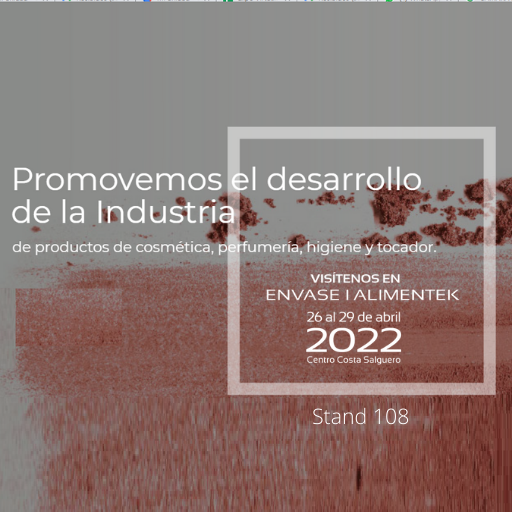 Promovemos el desarrollo
de la Industria
de productos de cosmética, perfumería, higiene y tocador.
VISÍTENOS EN
ENVASE I ALIMENTEK
26 al 29 de abril
2022
Centro Costa Salguero
Stand 108